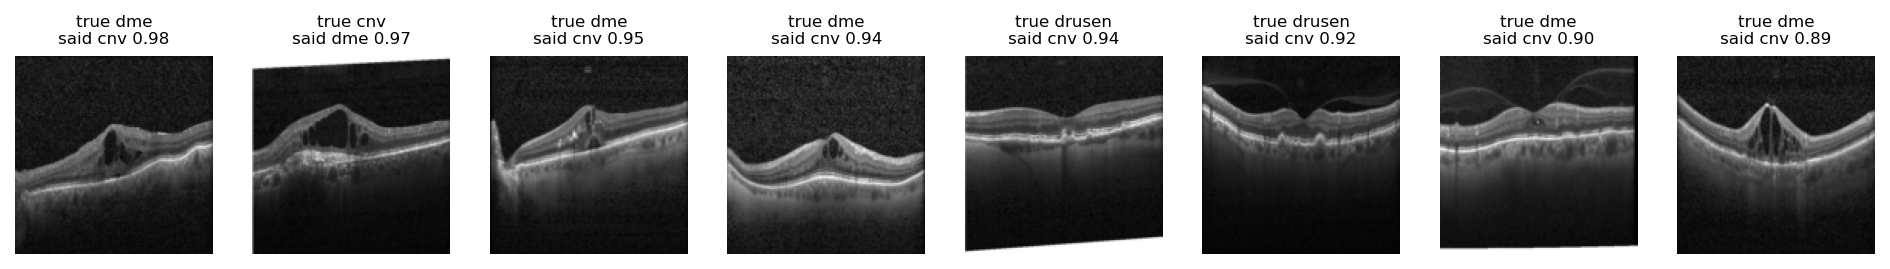 true dme
said cnv 0.98
true cnv
said dme 0.97
true dme
said cnv 0.95
true dme
said cnv 0.94
true drusen
said cnv 0.94
true drusen
said cnv 0.92
true dme
said cnv 0.90
true dme
said cnv 0.89